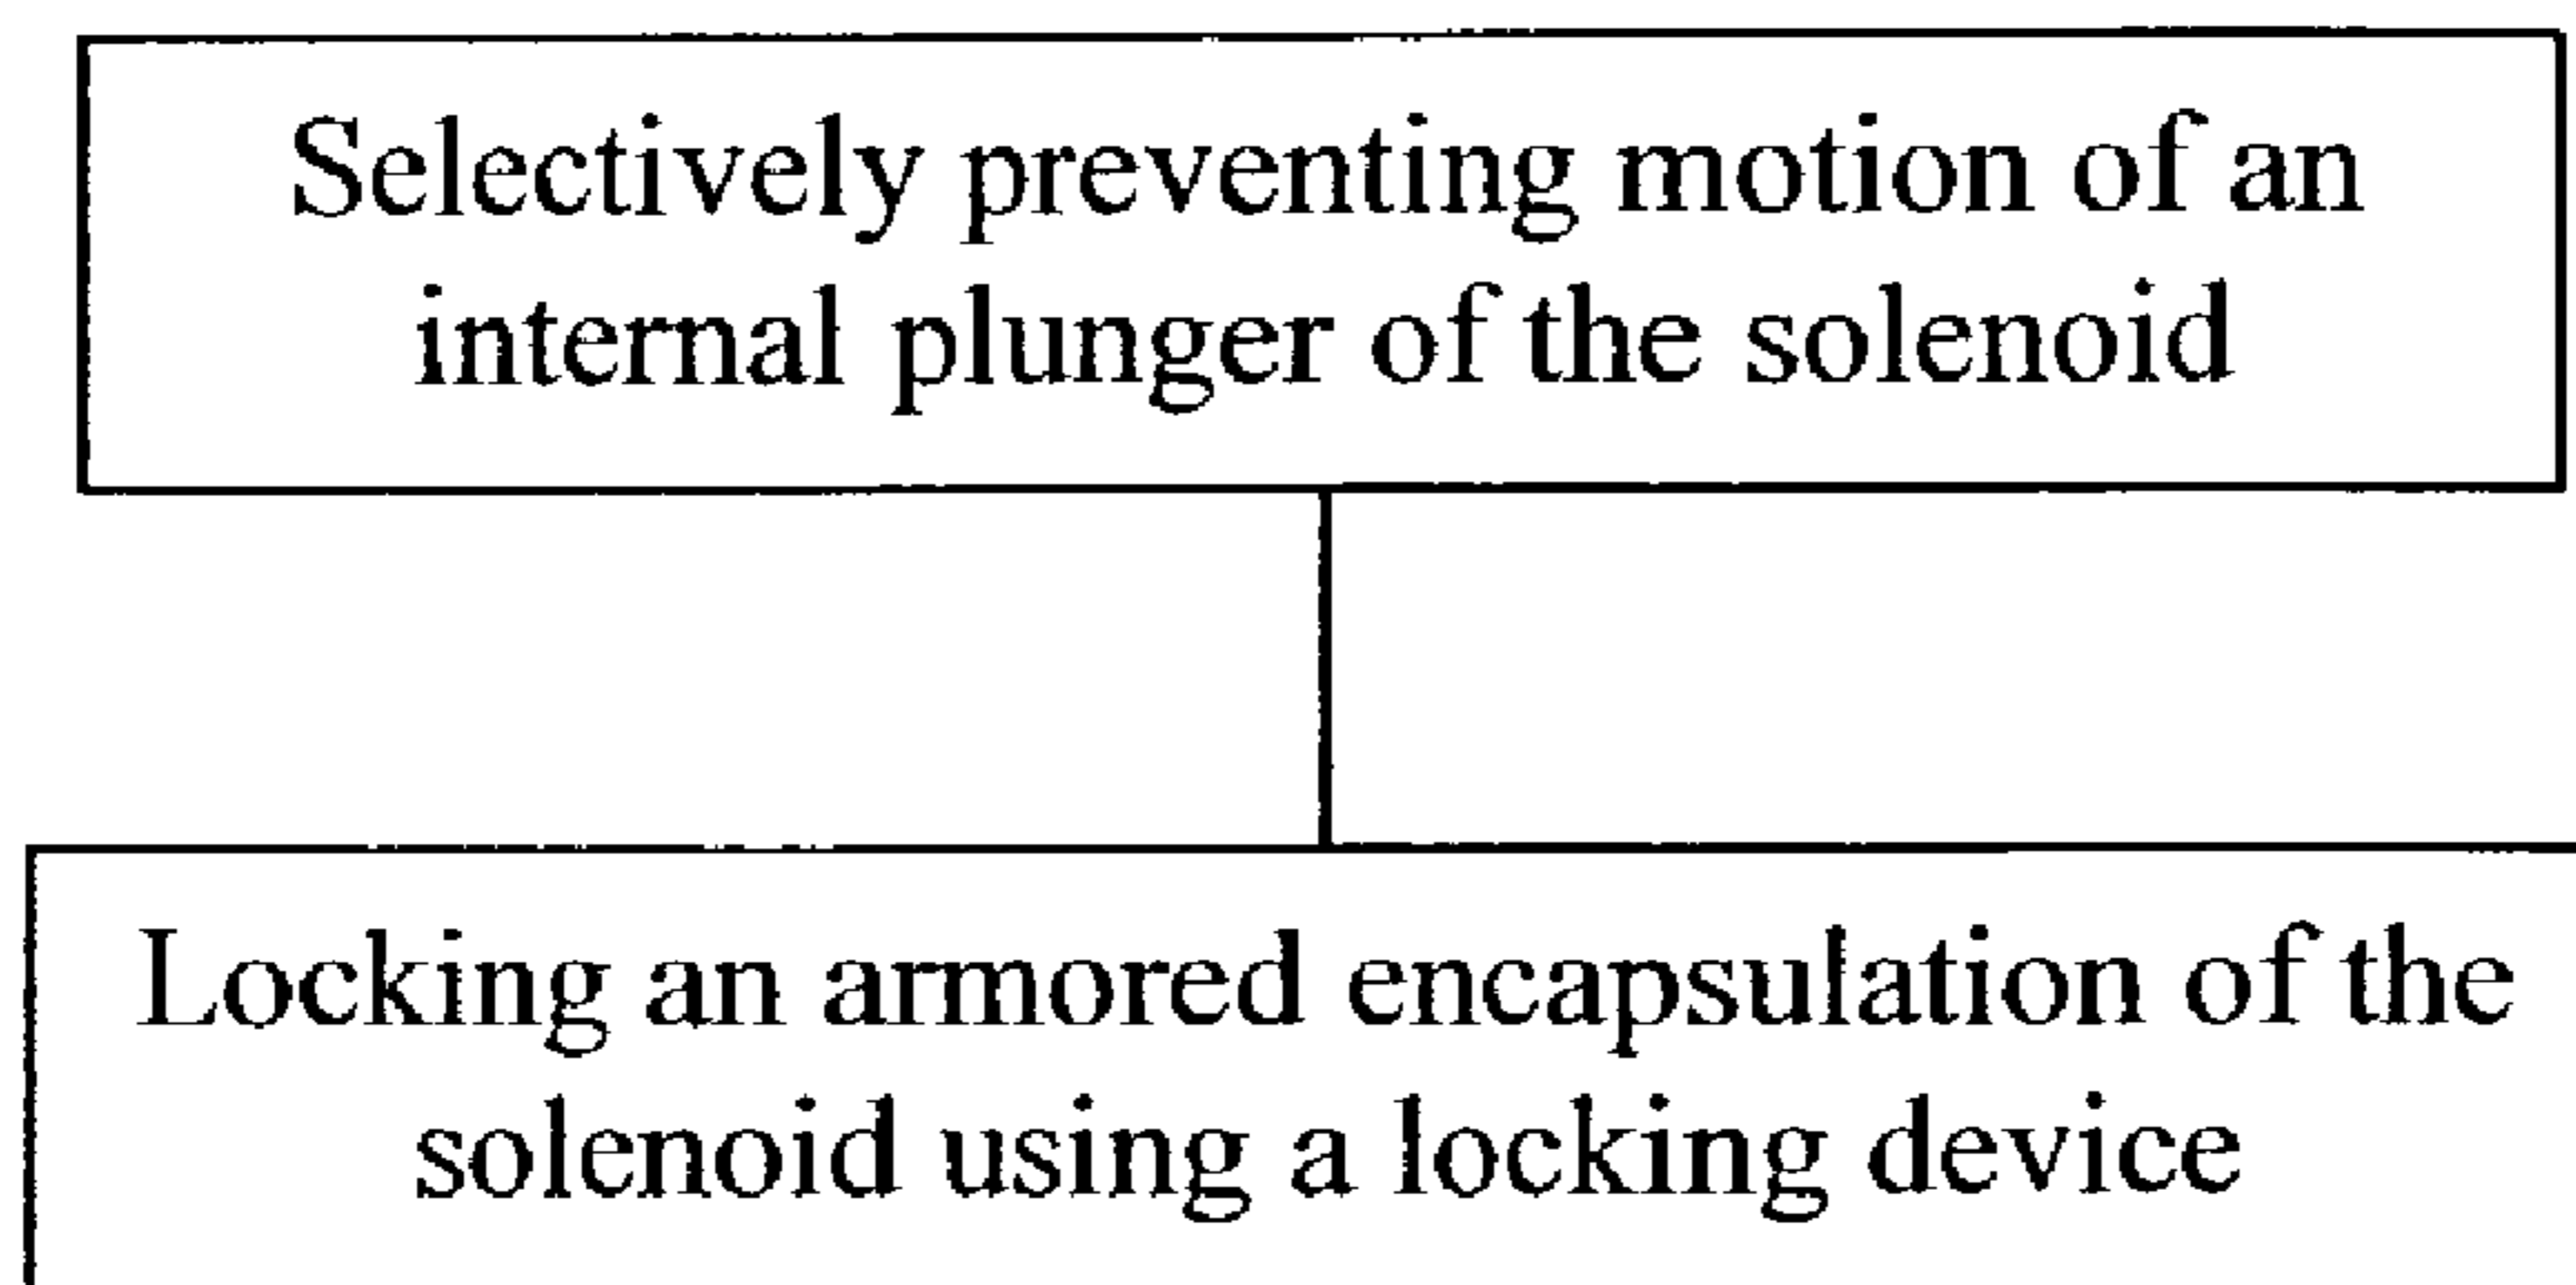 Selectively preventing motion of an
internal plunger of the solenoid
Locking an armored encapsulation of the
solenoid using a locking device